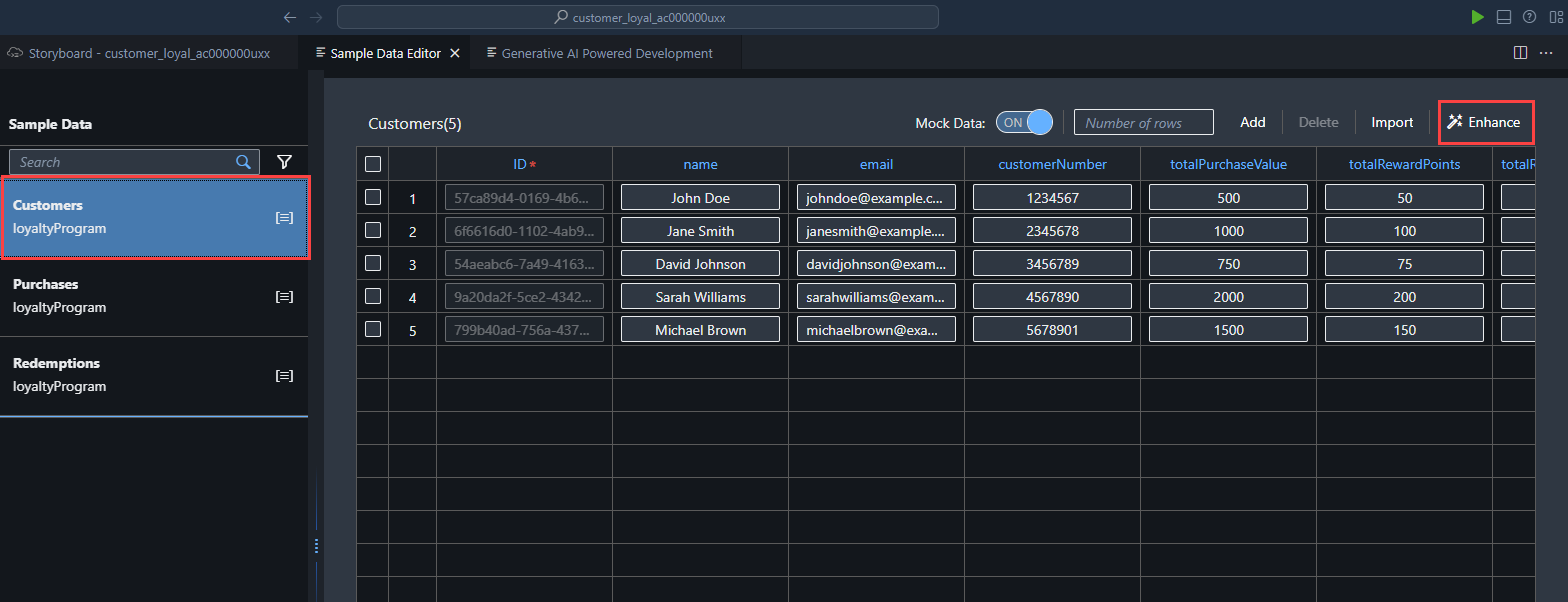 customer_loyal_ac000000uxx
Storyboard - customer_loyal_ac000000uxx
Sample Data Editor
Generative AI Powered Development
Sample Data
Search
Customers
loyaltyProgram
Purchases
loyaltyProgram
Redemptions
loyaltyProgram
Customers(5)
Mock Data: ON Number of rows Add Delete Import Enhance
ID* name email customerNumber totalPurchaseValue totalRewardPoints totalR
1 57ca89d4-0169-4b6... John Doe johndoe@example.c... 1234567 500 50
2 6f6616d0-1102-4ab9... Jane Smith janesmith@example.... 2345678 1000 100
3 54aeabc6-7a49-4163... David Johnson davidjohnson@exam... 3456789 750 75
4 9a20da2f-5ce2-4342... Sarah Williams sarahwilliams@exam... 4567890 2000 200
5 799b40ad-756a-437... Michael Brown michaelbrown@exa... 5678901 1500 150